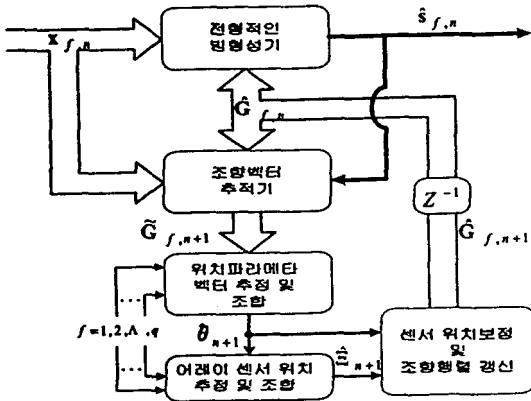 전형적인
빔형성기
ŝ f,n
x f,n
Ĝ f,n
조향벡터
추적기
Z⁻¹
G̃ f,n+1
Ĝ f,n+1
위치파라메타
벡터 추정 및
조합
f=1,2,Λ,q
θ̂ n+1
센서 위치보정
및
조향행렬 갱신
어레이 센서 위치
추정 및 조합
Ξ̂ n+1